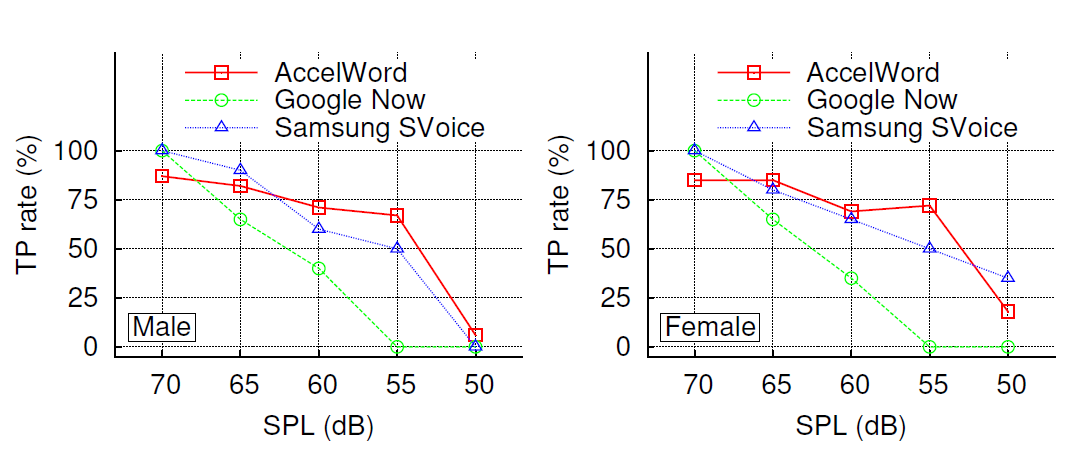 AccelWord
Google Now
Samsung SVoice
TP rate (%)
100
75
50
25
0
Male
70 65 60 55 50
SPL (dB)
AccelWord
Google Now
Samsung SVoice
TP rate (%)
100
75
50
25
0
Female
70 65 60 55 50
SPL (dB)